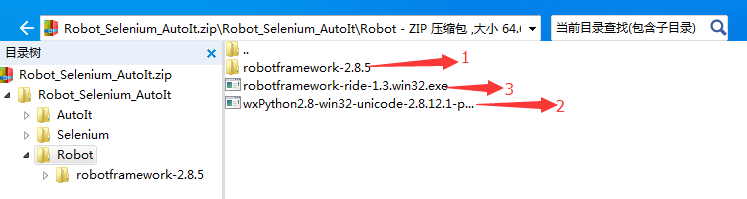 Robot_Selenium_AutoIt.zip\Robot_Selenium_AutoIt\Robot - ZIP 压缩包 ,大小 64.
当前目录查找(包含子目录)
目录树
Robot_Selenium_AutoIt.zip
Robot_Selenium_AutoIt
AutoIt
Selenium
Robot
robotframework-2.8.5
..
robotframework-2.8.5
1
robotframework-ride-1.3.win32.exe
3
wxPython2.8-win32-unicode-2.8.12.1-p...
2